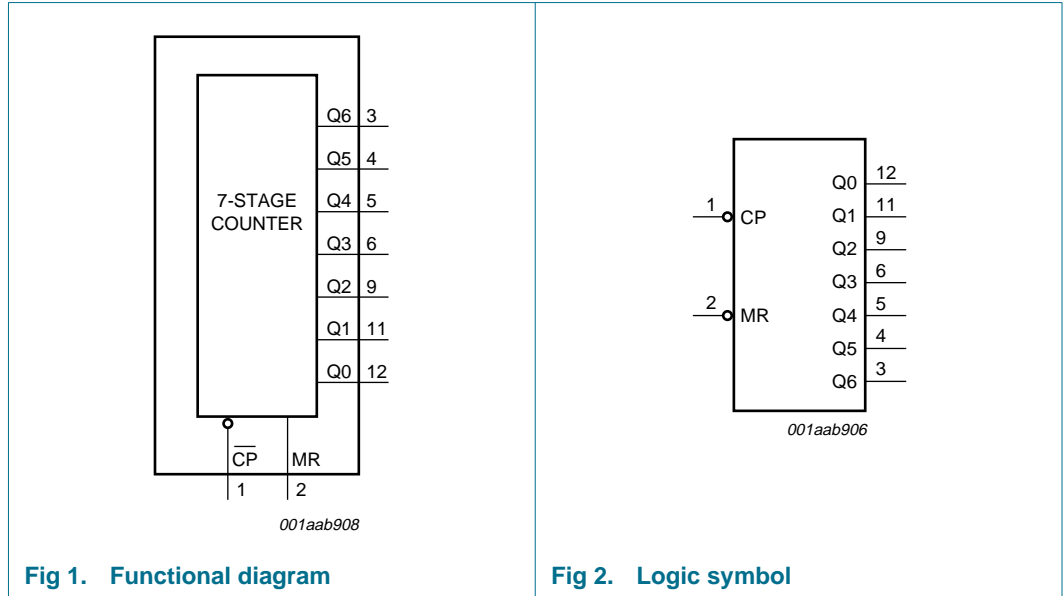 Q6 3
Q5 4
7-STAGE
COUNTER
Q4 5
Q3 6
Q2 9
Q1 11
Q0 12
C̅P̅ MR
1 2
001aab908
Fig 1. Functional diagram
Q0 12
1 CP
Q1 11
Q2 9
Q3 6
2 MR
Q4 5
Q5 4
Q6 3
001aab906
Fig 2. Logic symbol